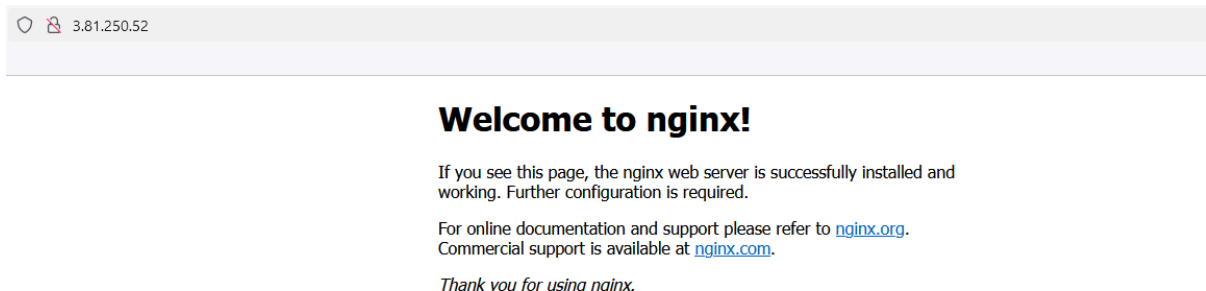 3.81.250.52
Welcome to nginx!
If you see this page, the nginx web server is successfully installed and
working. Further configuration is required.
For online documentation and support please refer to nginx.org.
Commercial support is available at nginx.com.
Thank you for using nginx.